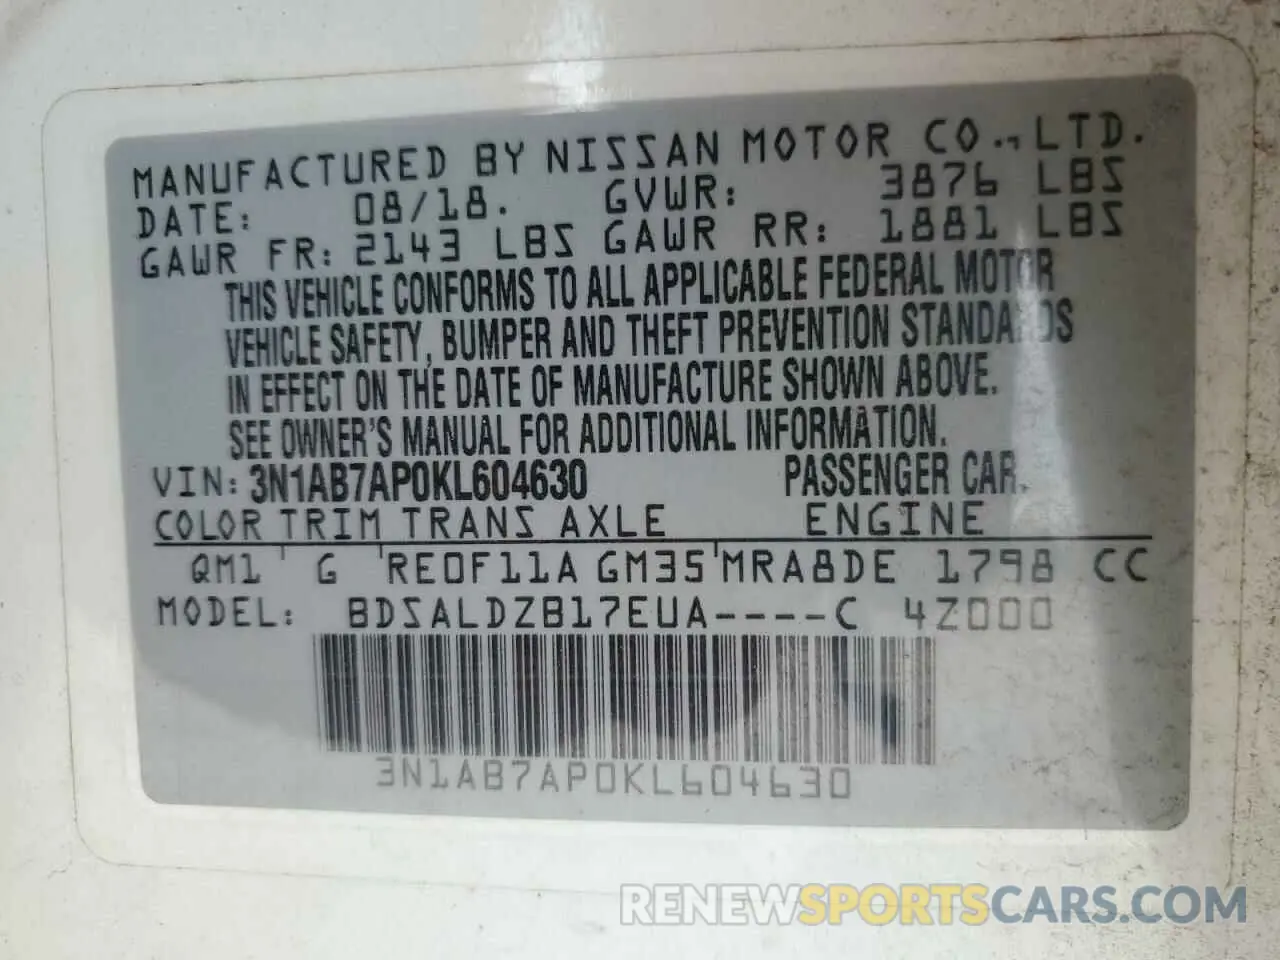 MANUFACTURED BY NISSAN MOTOR CO., LTD.
DATE: 08/18. GVWR: 3876 LBS
GAWR FR: 2143 LBS GAWR RR: 1881 LBS
THIS VEHICLE CONFORMS TO ALL APPLICABLE FEDERAL MOTOR
VEHICLE SAFETY, BUMPER AND THEFT PREVENTION STANDARDS
IN EFFECT ON THE DATE OF MANUFACTURE SHOWN ABOVE.
SEE OWNER'S MANUAL FOR ADDITIONAL INFORMATION.
VIN: 3N1AB7AP0KL604630 PASSENGER CAR.
COLOR TRIM TRANS AXLE ENGINE
QM1 G RE0F11A GM35 MRA8DE 1798 CC
MODEL: BDSALDZB17EUA----C 4Z000
3N1AB7AP0KL604630
RENEWSPORTSCARS.COM